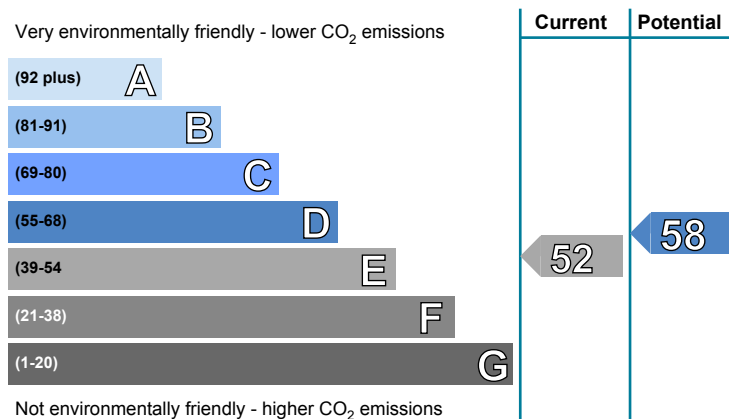 Current Potential
Very environmentally friendly - lower CO₂ emissions
(92 plus) A
(81-91) B
(69-80) C
(55-68) D
(39-54 E
52
58
(21-38) F
(1-20) G
Not environmentally friendly - higher CO₂ emissions